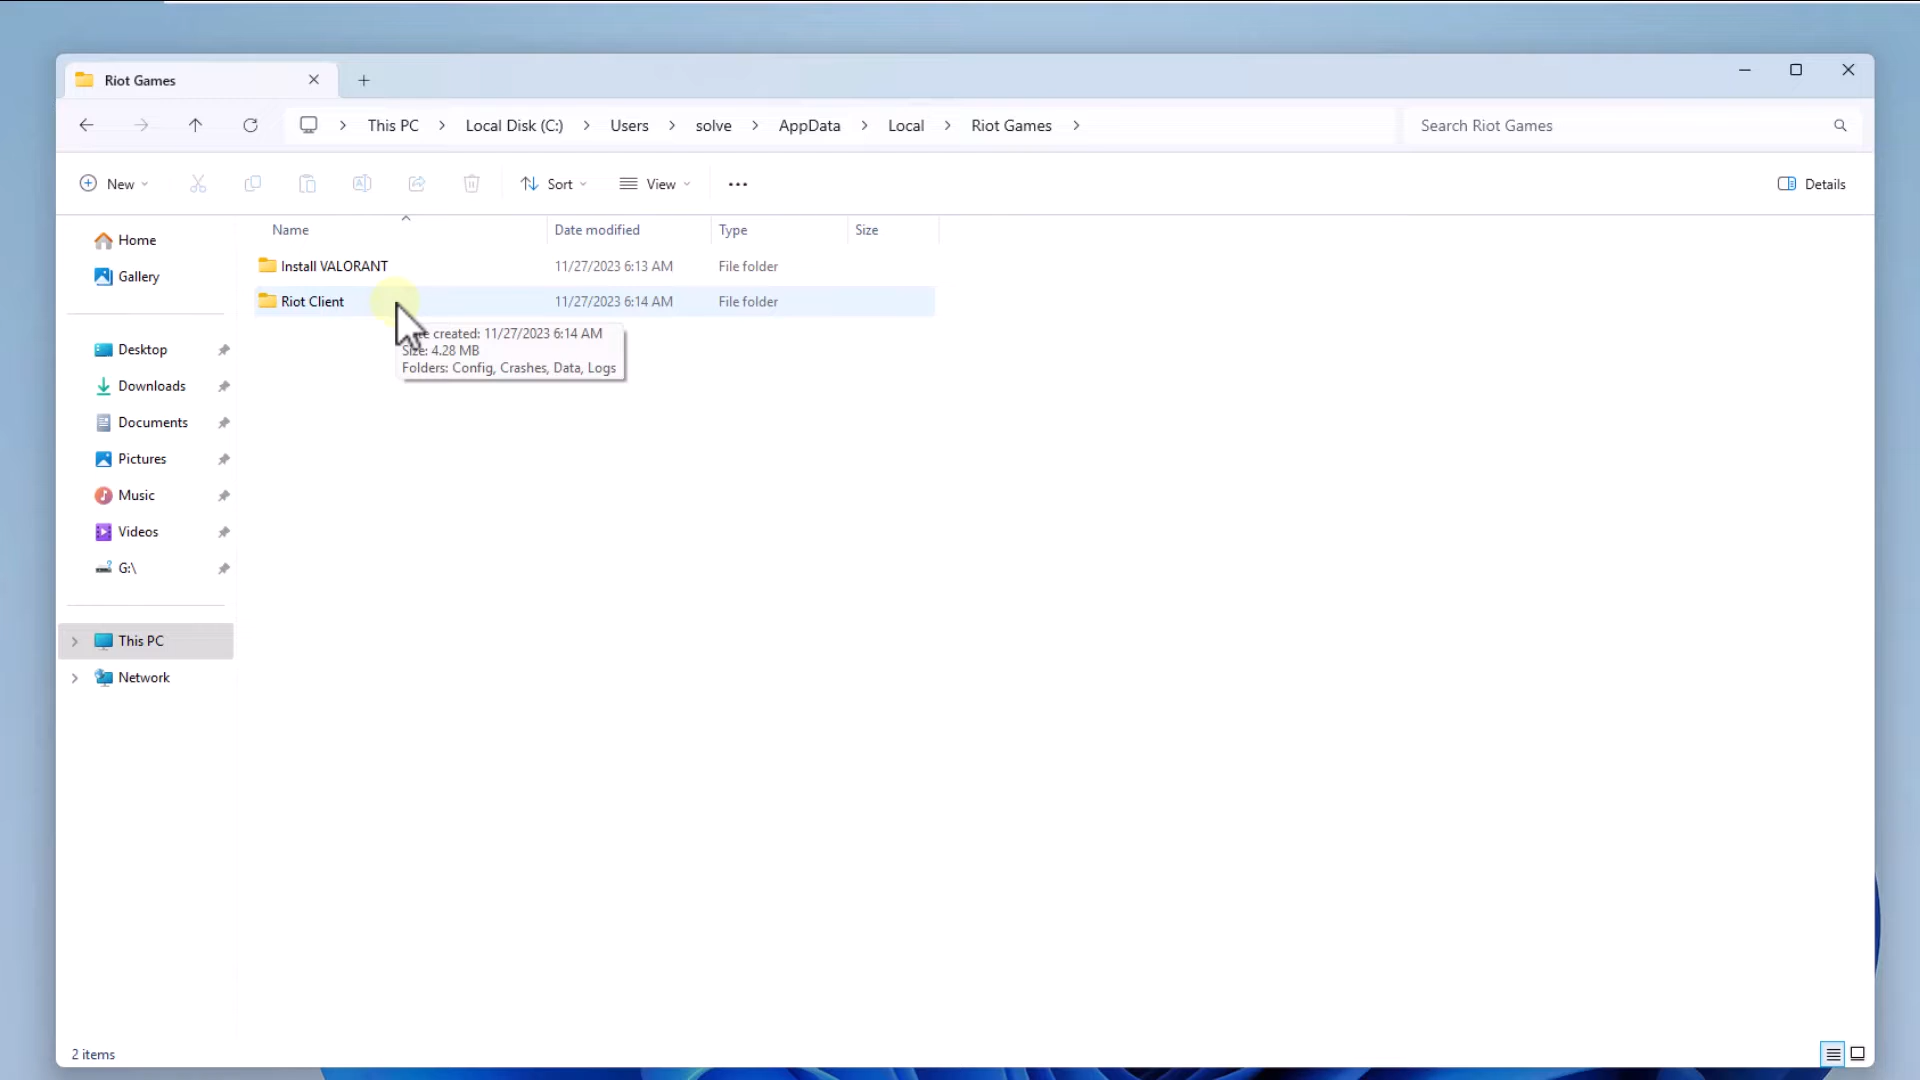 Riot Games
This PC > Local Disk (C:) > Users > solve > AppData > Local > Riot Games >
Search Riot Games
New
Sort
View
Details
Name Date modified Type Size
Install VALORANT 11/27/2023 6:13 AM File folder
Riot Client 11/27/2023 6:14 AM File folder
created: 11/27/2023 6:14 AM
Size: 4.28 MB
Folders: Config, Crashes, Data, Logs
Home
Gallery
Desktop
Downloads
Documents
Pictures
Music
Videos
G:\
This PC
Network
2 items